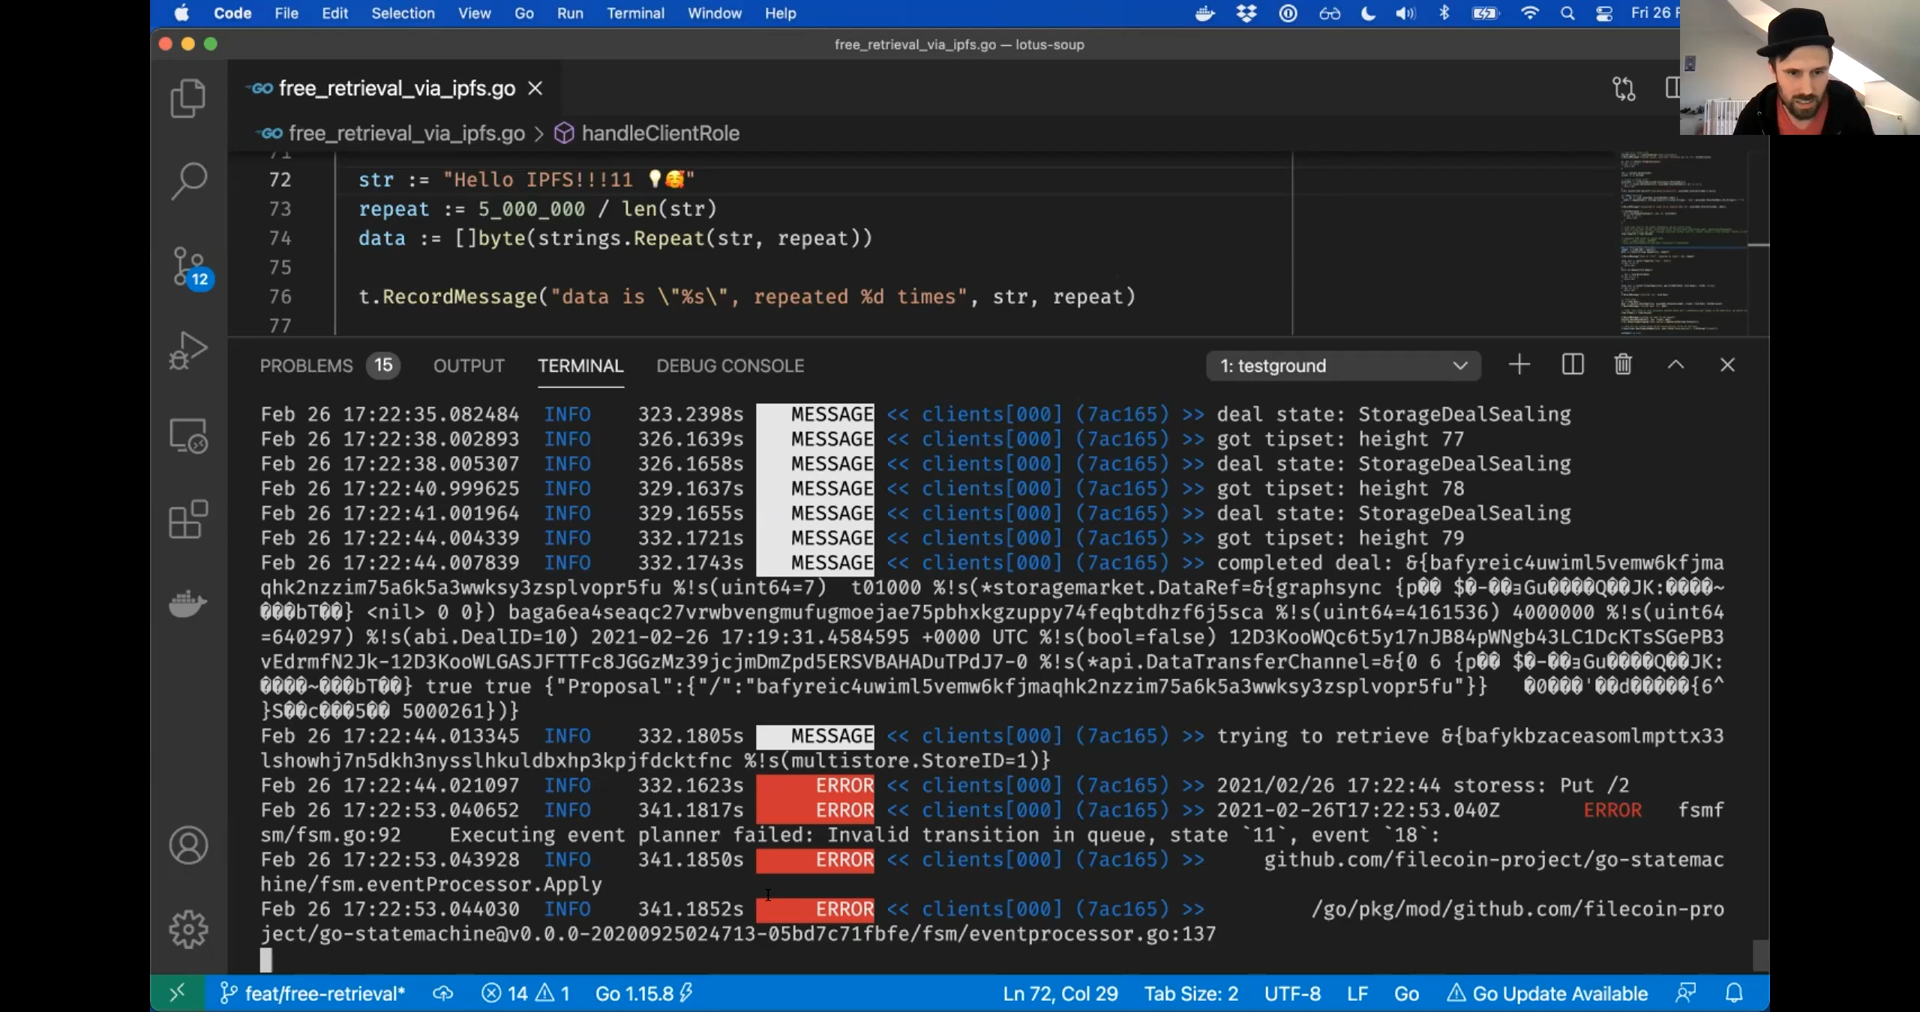 Code File Edit Selection View Go Run Terminal Window Help Fri 26 F
free_retrieval_via_ipfs.go — lotus-soup
GO free_retrieval_via_ipfs.go
GO free_retrieval_via_ipfs.go > handleClientRole
71
72 str := "Hello IPFS!!!11 💡🥰"
73 repeat := 5_000_000 / len(str)
74 data := []byte(strings.Repeat(str, repeat))
75
76 t.RecordMessage("data is \"%s\", repeated %d times", str, repeat)
77
12
PROBLEMS 15 OUTPUT TERMINAL DEBUG CONSOLE 1: testground
Feb 26 17:22:35.082484 INFO 323.2398s MESSAGE << clients[000] (7ac165) >> deal state: StorageDealSealing
Feb 26 17:22:38.002893 INFO 326.1639s MESSAGE << clients[000] (7ac165) >> got tipset: height 77
Feb 26 17:22:38.005307 INFO 326.1658s MESSAGE << clients[000] (7ac165) >> deal state: StorageDealSealing
Feb 26 17:22:40.999625 INFO 329.1637s MESSAGE << clients[000] (7ac165) >> got tipset: height 78
Feb 26 17:22:41.001964 INFO 329.1655s MESSAGE << clients[000] (7ac165) >> deal state: StorageDealSealing
Feb 26 17:22:44.004339 INFO 332.1721s MESSAGE << clients[000] (7ac165) >> got tipset: height 79
Feb 26 17:22:44.007839 INFO 332.1743s MESSAGE << clients[000] (7ac165) >> completed deal: &{bafyreic4uwiml5vemw6kfjma
qhk2nzzim75a6k5a3wwksy3zsplvopr5fu %!s(uint64=7) t01000 %!s(*storagemarket.DataRef=&{graphsync {p�� $�-��ᴟGu����Q��JK:����~
����bT��} <nil> 0 0}) baga6ea4seaqc27vrwbvengmufugmoejae75pbhxkgzuppy74feqbtdhzf6j5sca %!s(uint64=4161536) 4000000 %!s(uint64
=640297) %!s(abi.DealID=10) 2021-02-26 17:19:31.4584595 +0000 UTC %!s(bool=false) 12D3KooWQc6t5y17nJB84pWNgb43LC1DcKTsSGePB3
vEdrmfN2Jk-12D3KooWLGASJFTTFc8JGGzMz39jcjmDmZpd5ERSVBAHADuTPdJ7-0 %!s(*api.DataTransferChannel=&{0 6 {p�� $�-��ᴟGu����Q��JK:
����~���bT��} true true {"Proposal":{"/":"bafyreic4uwiml5vemw6kfjmaqhk2nzzim75a6k5a3wwksy3zsplvopr5fu"}} �0���'��d�����{6^
}S��c���5�� 5000261})}
Feb 26 17:22:44.013345 INFO 332.1805s MESSAGE << clients[000] (7ac165) >> trying to retrieve &{bafykbzaceasomlmpttx33
lshowhj7n5dkh3nysslhkuldbxhp3kpjfdcktfnc %!s(multistore.StoreID=1)}
Feb 26 17:22:44.021097 INFO 332.1623s ERROR << clients[000] (7ac165) >> 2021/02/26 17:22:44 storess: Put /2
Feb 26 17:22:53.040652 INFO 341.1817s ERROR << clients[000] (7ac165) >> 2021-02-26T17:22:53.040Z ERROR fsmf
sm/fsm.go:92 Executing event planner failed: Invalid transition in queue, state `11`, event `18`:
Feb 26 17:22:53.043928 INFO 341.1850s ERROR << clients[000] (7ac165) >> github.com/filecoin-project/go-statemac
hine/fsm.eventProcessor.Apply
Feb 26 17:22:53.044030 INFO 341.1852s ERROR << clients[000] (7ac165) >> /go/pkg/mod/github.com/filecoin-pro
ject/go-statemachine@v0.0.0-20200925024713-05bd7c71fbfe/fsm/eventprocessor.go:137
feat/free-retrieval* 14 1 Go 1.15.8 Ln 72, Col 29 Tab Size: 2 UTF-8 LF Go Go Update Available